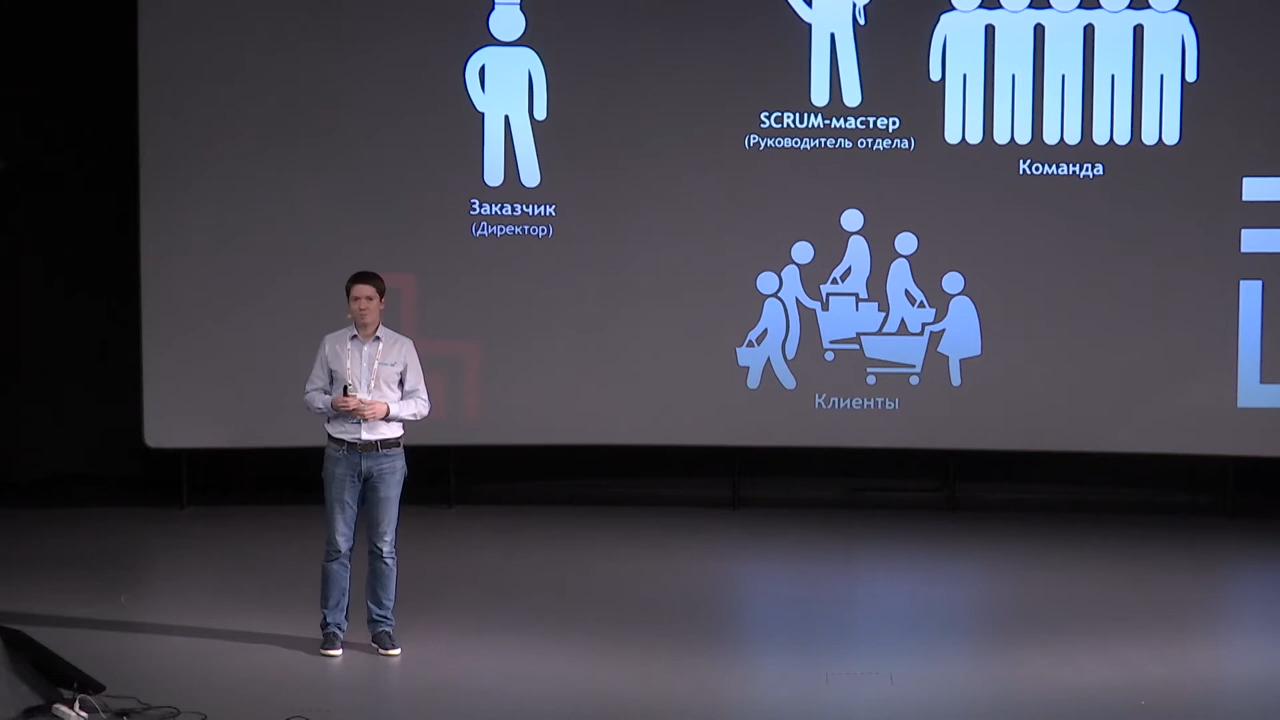 SCRUM-мастер
(Руководитель отдела)
Команда
Заказчик
(Директор)
Клиенты